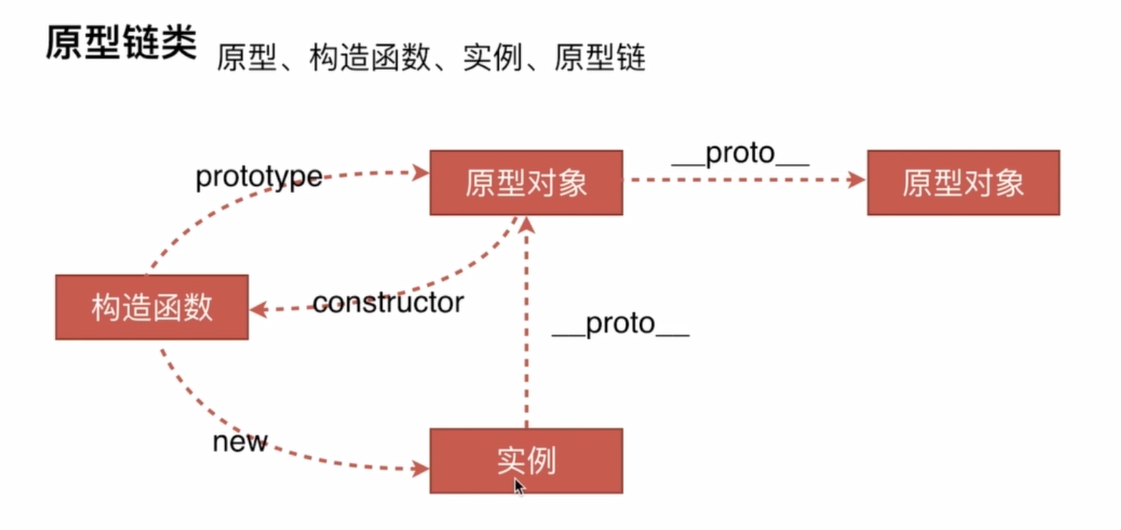 原型链类 原型、构造函数、实例、原型链
__proto__
prototype
原型对象
原型对象
构造函数
constructor
__proto__
new
实例